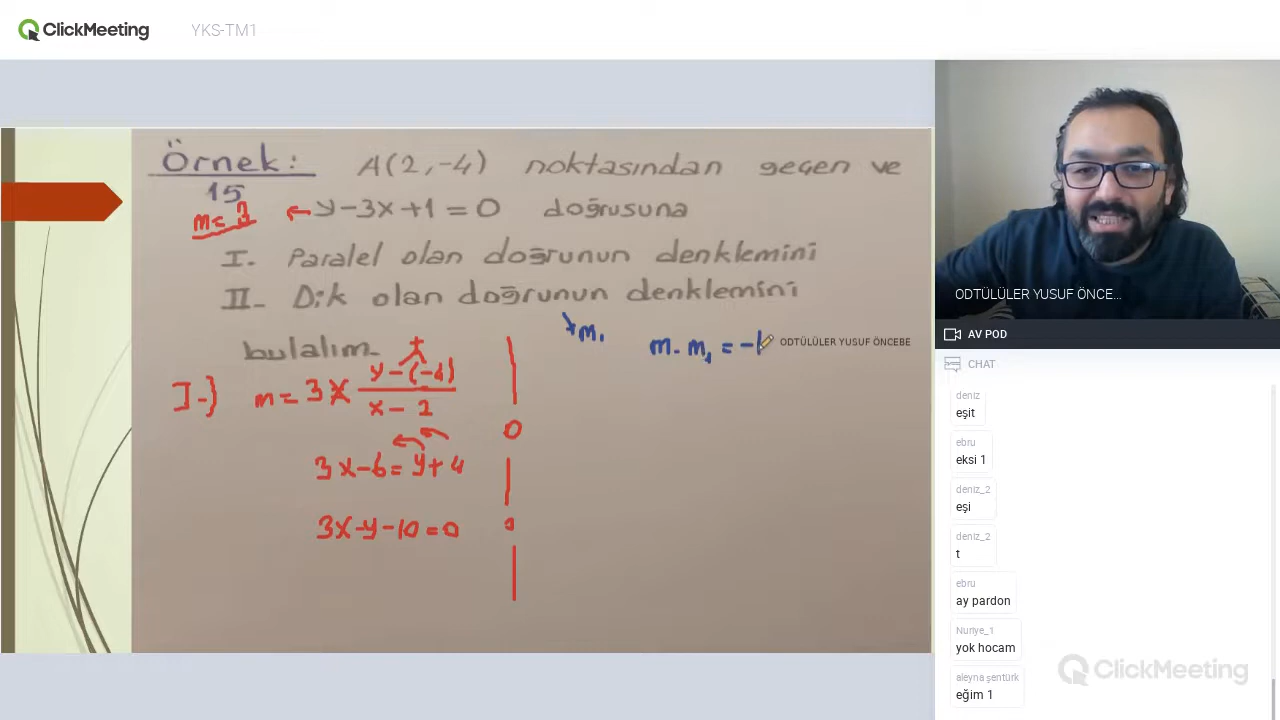 ClickMeeting YKS-TM1
Örnek: A(2,-4) noktasından geçen ve
15
m=3 ← y-3x+1=0 doğrusuna
I. Paralel olan doğrunun denklemini
II- Dik olan doğrunun denklemini
bulalım.
+
I-) m = 3 y-(-4)
x - 2
3x-6=y+4
3x-y-10=0
m₁ m.m₁=-1
ODTÜLÜLER YUSUF ÖNCEBE
ODTÜLÜLER YUSUF ÖNCE...
AV POD
CHAT
deniz
eşit
ebru
eksi 1
deniz_2
eşi
deniz_2
t
ebru
ay pardon
Nuriye_1
yok hocam
aleyna şentürk
eğim 1
ClickMeeting